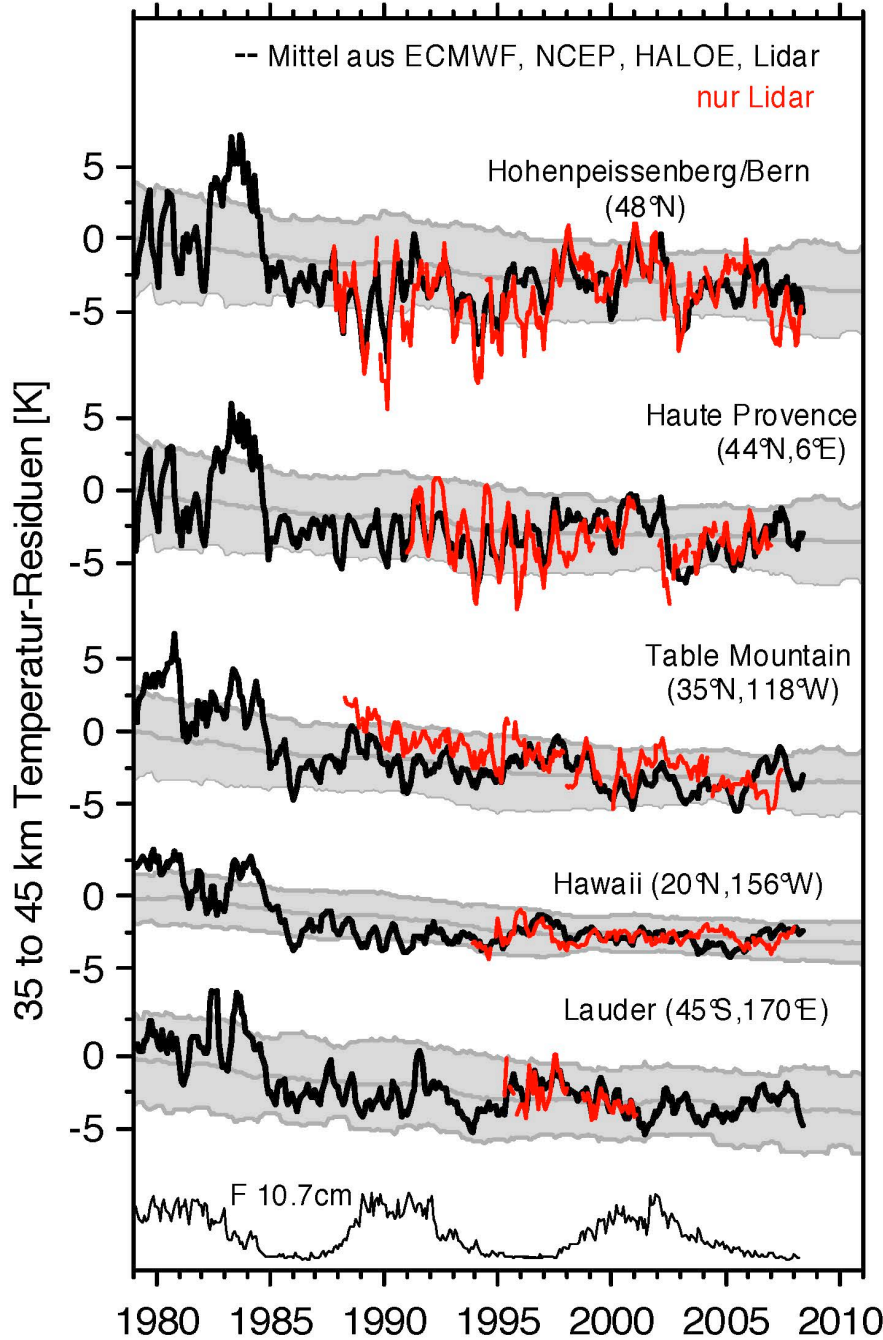 -- Mittel aus ECMWF, NCEP, HALOE, Lidar
nur Lidar
35 to 45 km Temperatur-Residuen [K]
5
0
-5
Hohenpeissenberg/Bern
(48°N)
5
0
-5
Haute Provence
(44°N,6°E)
5
0
-5
Table Mountain
(35°N,118°W)
0
-5
Hawaii (20°N,156°W)
0
-5
Lauder (45°S,170°E)
F 10.7cm
1980 1985 1990 1995 2000 2005 2010